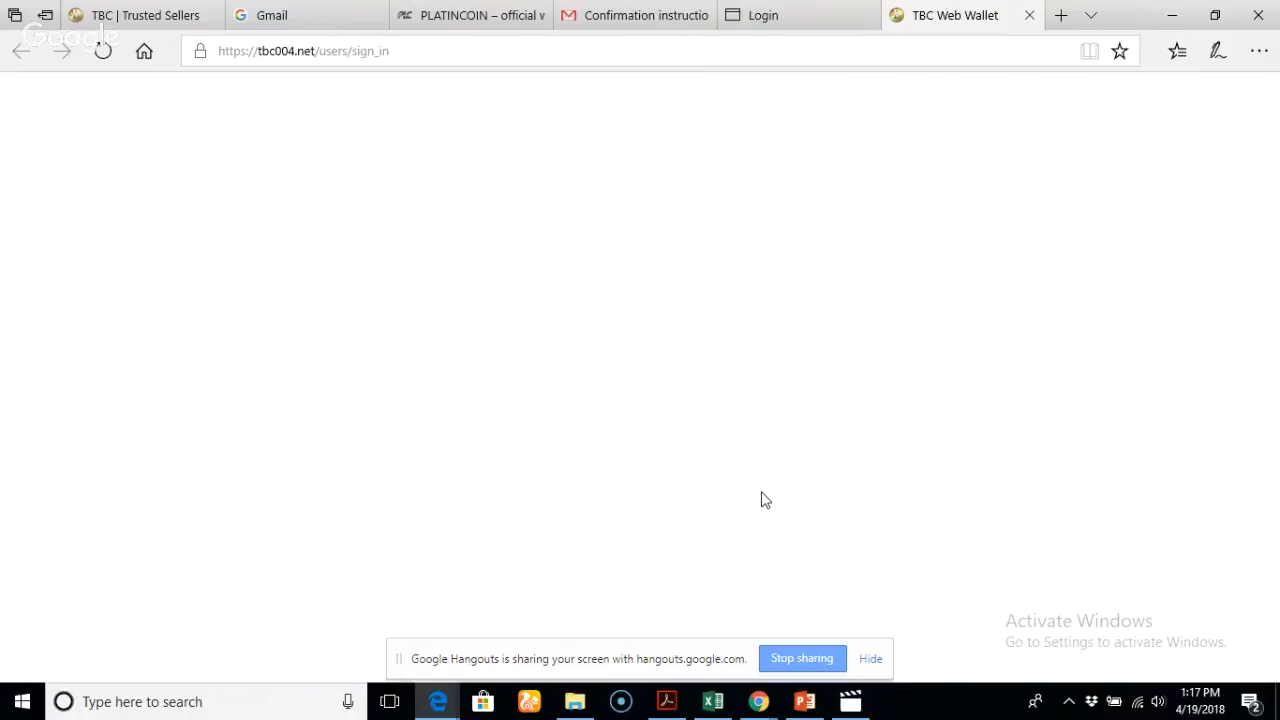 TBC | Trusted Sellers
Gmail
PLATINCOIN – official v
Confirmation instructio
Login
TBC Web Wallet
Google
https://tbc004.net/users/sign_in
Activate Windows
Go to Settings to activate Windows.
Google Hangouts is sharing your screen with hangouts.google.com.
Stop sharing
Hide
Type here to search
1:17 PM
4/19/2018
2